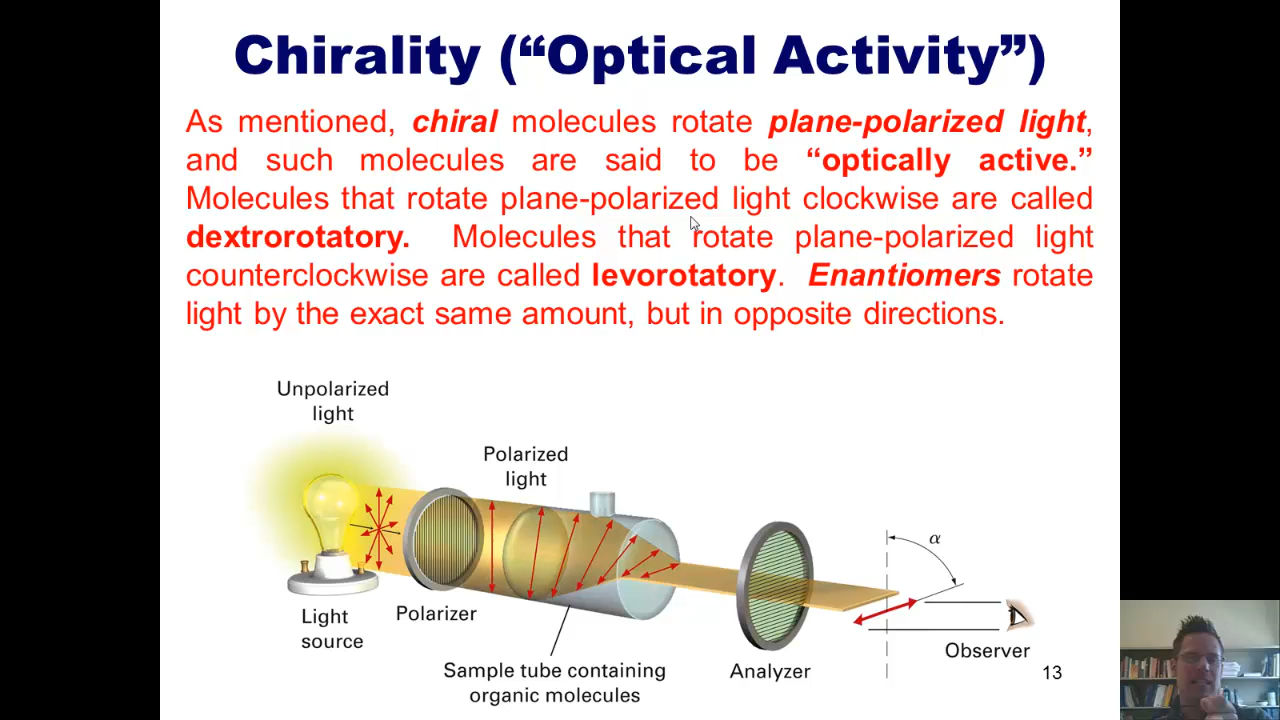 Chirality (“Optical Activity”)
As mentioned, chiral molecules rotate plane-polarized light,
and such molecules are said to be “optically active.”
Molecules that rotate plane-polarized light clockwise are called
dextrorotatory. Molecules that rotate plane-polarized light
counterclockwise are called levorotatory. Enantiomers rotate
light by the exact same amount, but in opposite directions.
Unpolarized
light
Polarized
light
α
Light
source
Polarizer
Sample tube containing
organic molecules
Analyzer
Observer
13